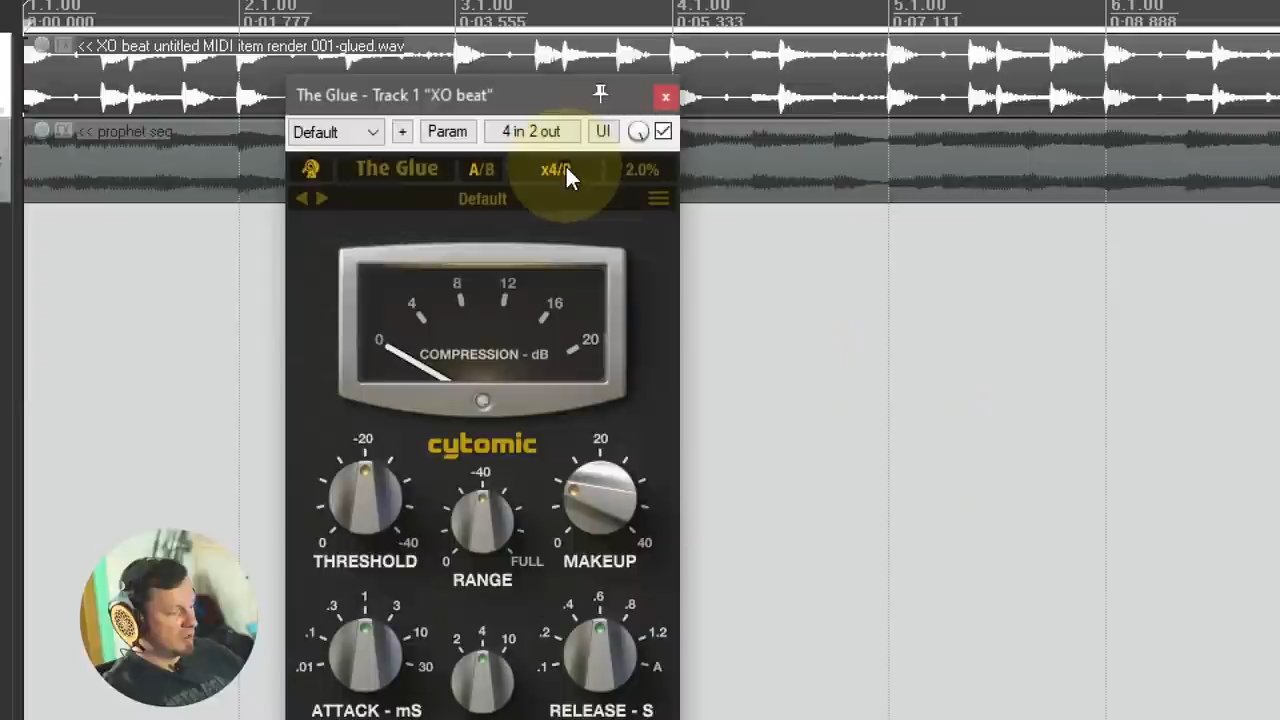 1.1.00 2.1.00 3.1.00 4.1.00 5.1.00 6.1.00
0:00.000 0:01.777 0:03.555 0:05.333 0:07.111 0:08.888
<< XO beat untitled MIDI item render 001-glued.wav
The Glue - Track 1 "XO beat" x
Default + Param 4 in 2 out UI
<< prophet seq
The Glue A/B x4/ 2.0%
Default
0 4 8 12 16 20
COMPRESSION - dB
cytomic
-20 -40 20
0 -40 0 FULL 0 40
THRESHOLD RANGE MAKEUP
.01 .1 .3 1 3 10 30 2 4 10 .1 .2 .4 .6 .8 1.2 A
ATTACK - mS RELEASE - S